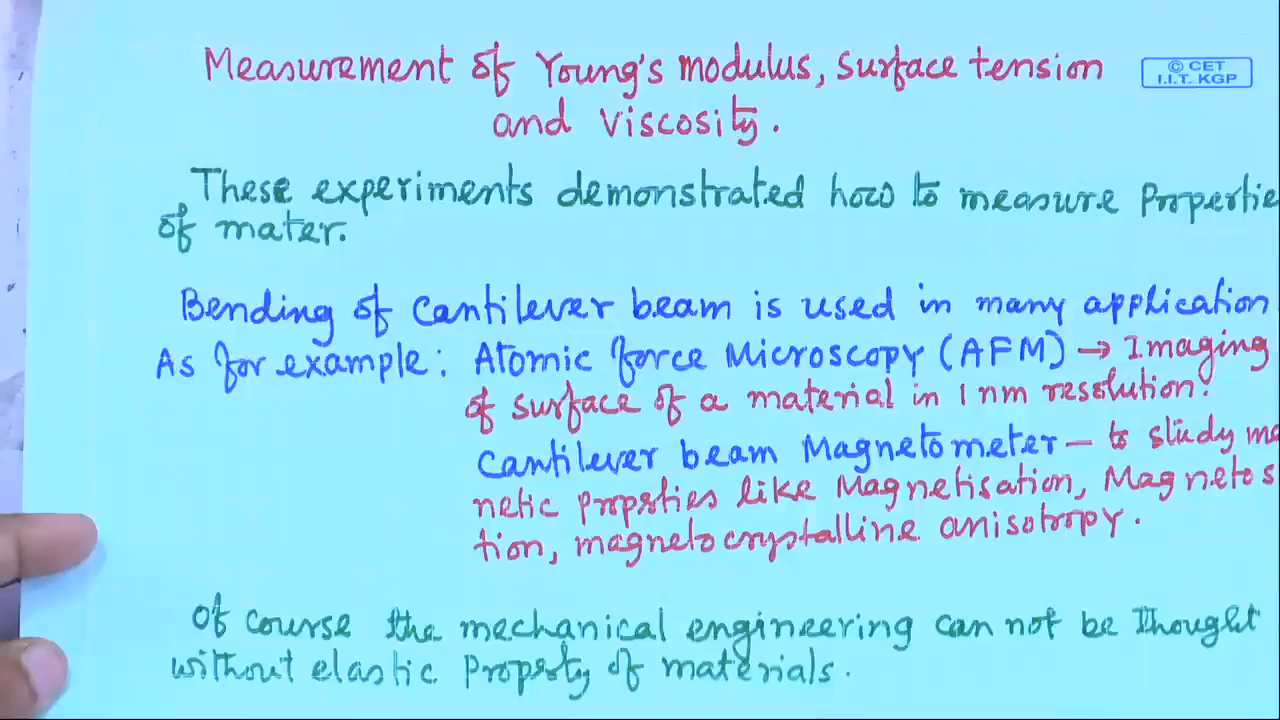 Measurement of Young's modulus, surface tension
© CET
I.I.T. KGP
and Viscosity.
These experiments demonstrated how to measure Propertie
of mater.
Bending of cantilever beam is used in many application
As for example: Atomic force Microscopy (AFM) → Imaging
of surface of a material in 1 nm resolution.
Cantilever beam Magnetometer - to study ma
netic properties like Magnetisation, Magnetos
tion, magnetocrystalline anisotropy.
Of course the mechanical engineering can not be thought
without elastic property of materials.